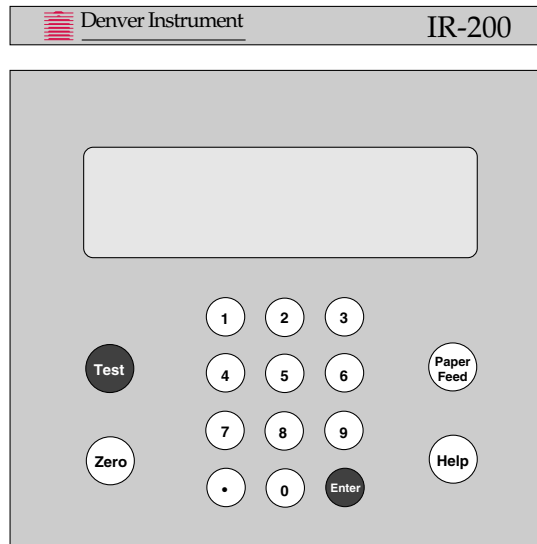 Denver Instrument IR-200
1 2 3
Test 4 5 6 Paper Feed
7 8 9
Zero Help
• 0 Enter